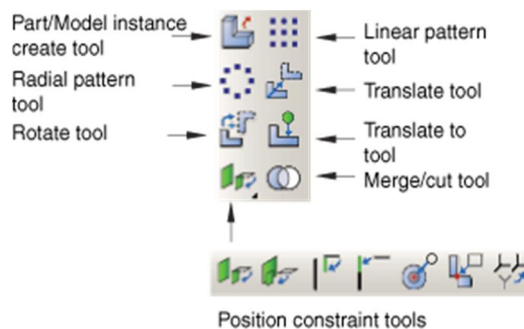 Part/Model instance
create tool
Linear pattern
tool
Radial pattern
tool
Translate tool
Rotate tool
Translate to
tool
Merge/cut tool
Position constraint tools